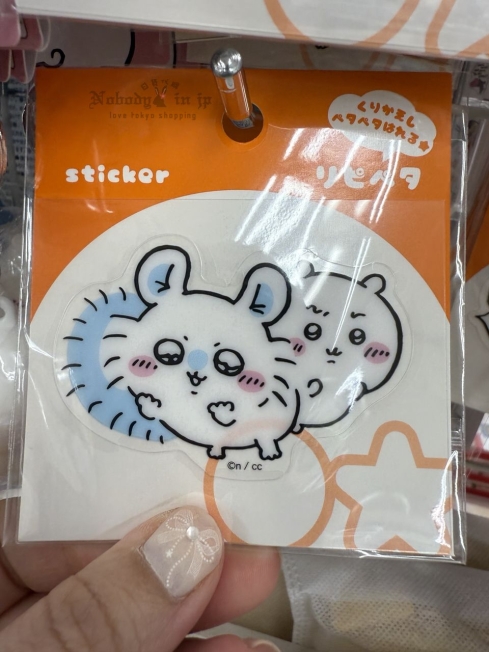 Nobody in jp
love tokyo shopping
くりかえし
ペタペタはれる
sticker
リピペタ
©n / cc